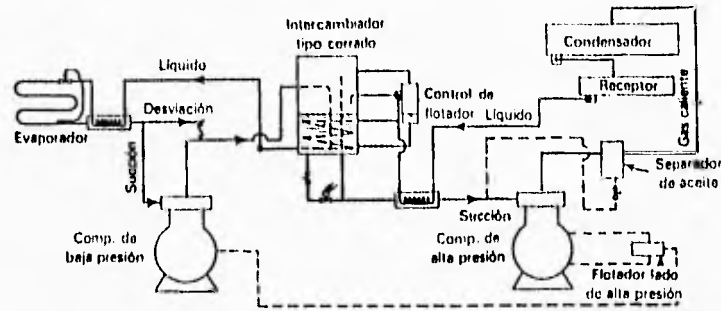 Intercambiador
tipo cerrado
Condensador
Líquido
Receptor
Desviación
Control de
flotador
Líquido
Gas caliente
Evaporador
Succión
Separador
de aceite
Succión
Comp. de
baja presión
Comp. de
alta presión
Flotador lado
de alta presión